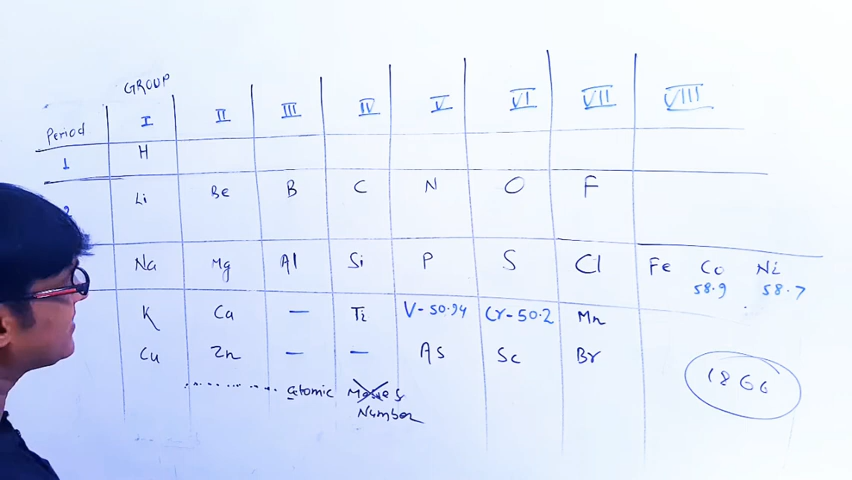 GROUP
Period I II III IV V VI VII VIII
1 H
2 Li Be B C N O F
Na Mg Al Si P S Cl Fe Co Ni
58.9 58.7
K Ca — Ti V-50.94 Cr-50.2 Mn
Cu Zn — — As Sc Br
1866
atomic Masses
Number